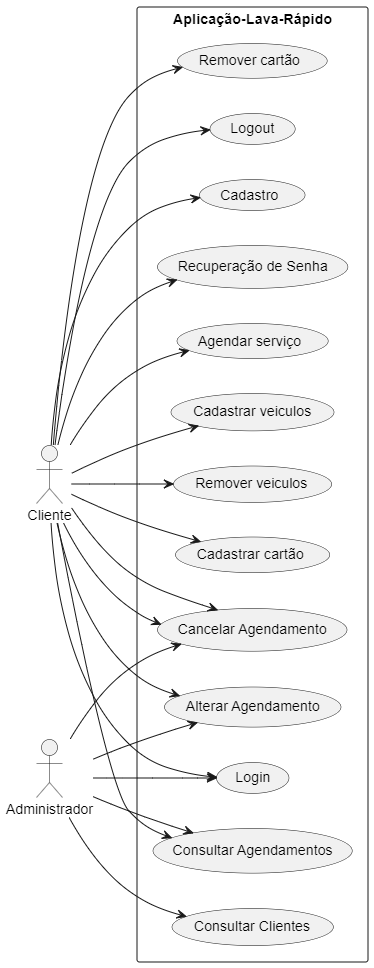 Aplicação-Lava-Rápido
Remover cartão
Logout
Cadastro
Recuperação de Senha
Agendar serviço
Cadastrar veiculos
Remover veiculos
Cliente
Cadastrar cartão
Cancelar Agendamento
Alterar Agendamento
Login
Administrador
Consultar Agendamentos
Consultar Clientes